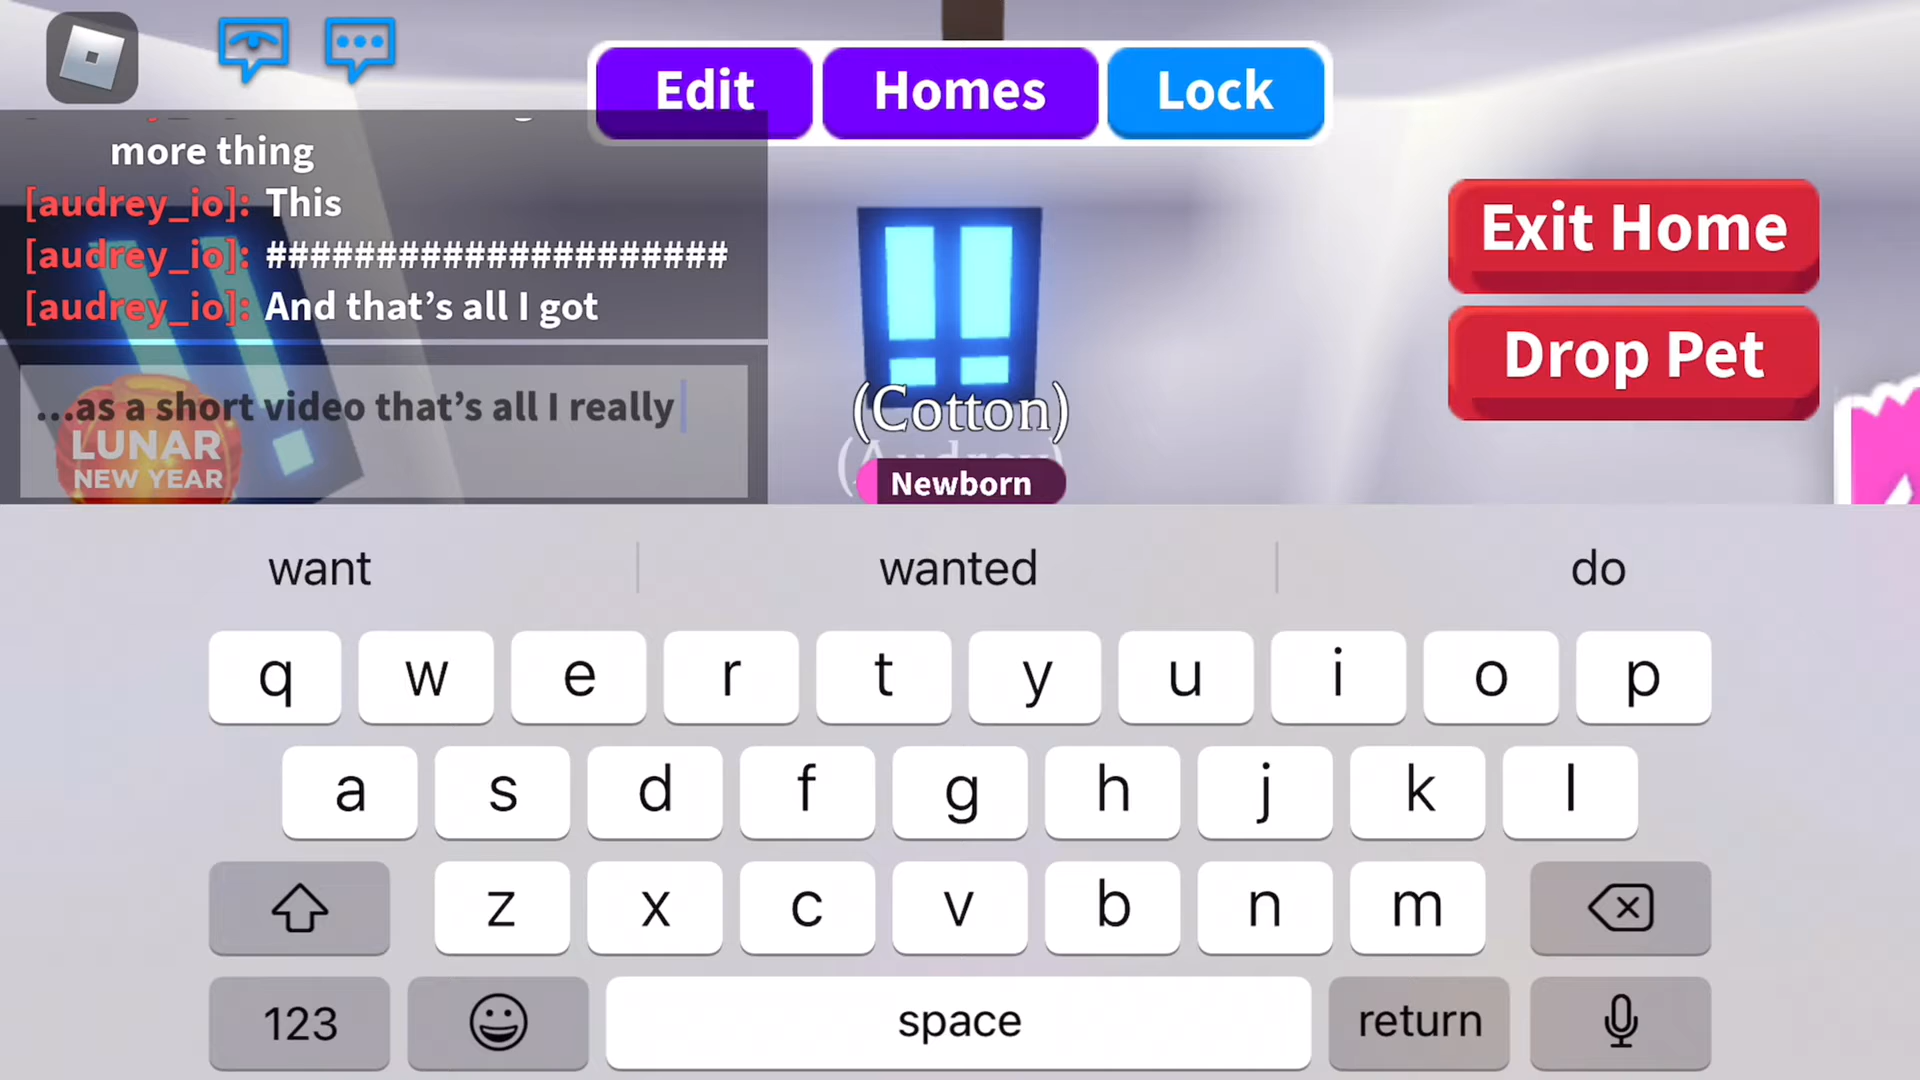 Edit Homes Lock
more thing
[audrey_io]: This
[audrey_io]: #####################
[audrey_io]: And that’s all I got
...as a short video that’s all I really
LUNAR
NEW YEAR
Exit Home
Drop Pet
(Cotton)
(Audrey)
Newborn
want wanted do
q w e r t y u i o p
a s d f g h j k l
z x c v b n m
123 space return